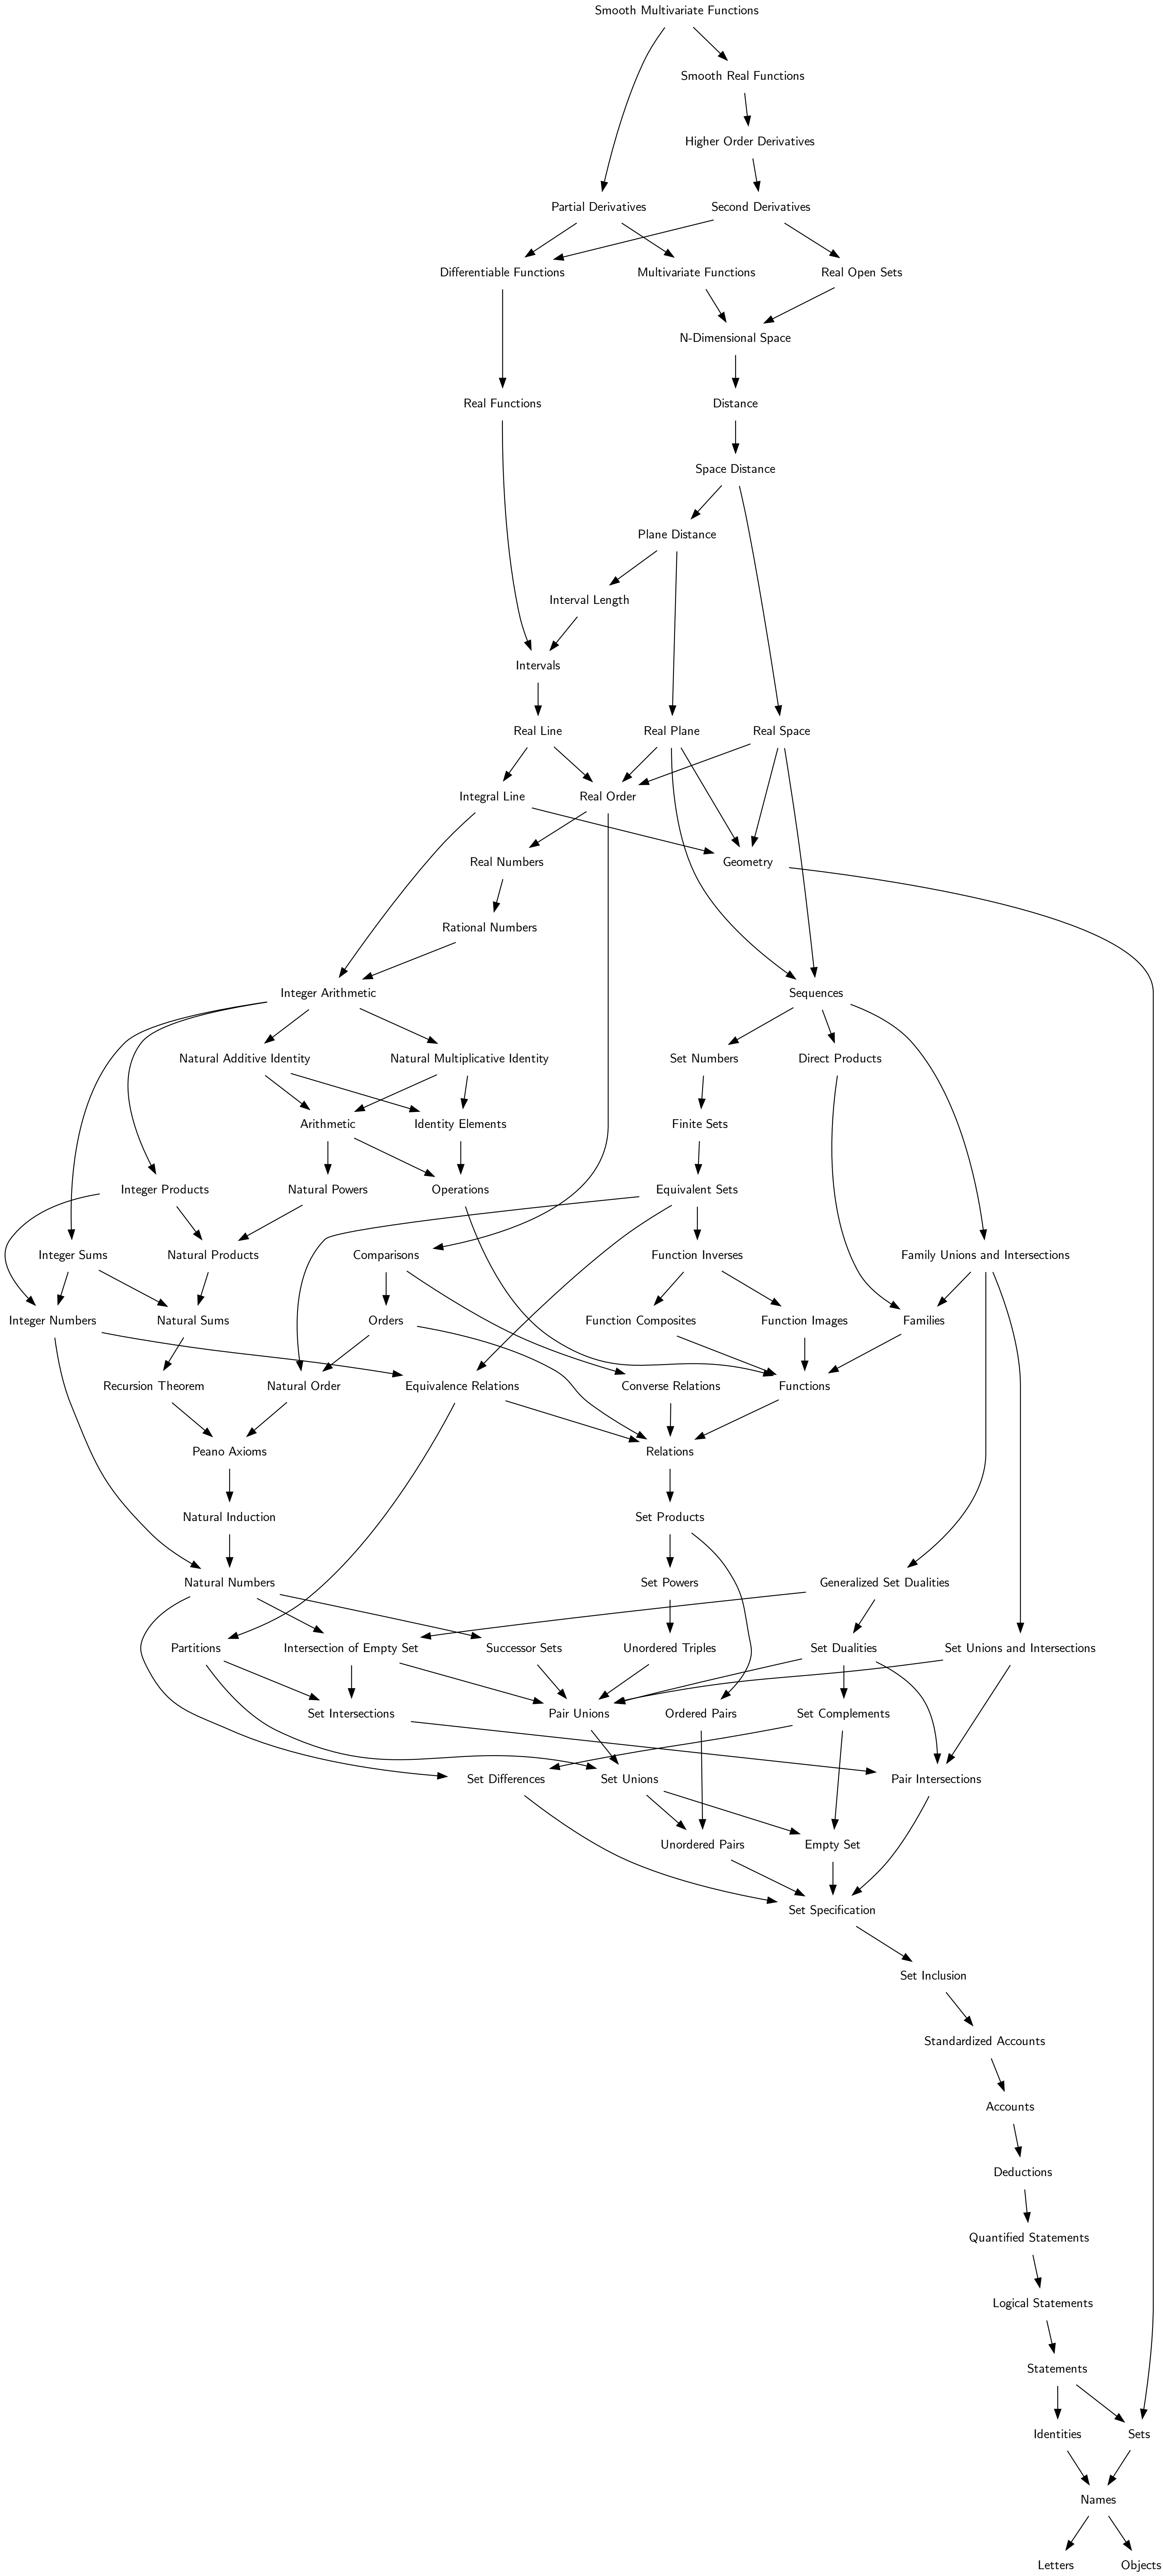 Smooth Multivariate Functions
Smooth Real Functions
Higher Order Derivatives
Partial Derivatives
Second Derivatives
Differentiable Functions
Multivariate Functions
Real Open Sets
N-Dimensional Space
Real Functions
Distance
Space Distance
Plane Distance
Interval Length
Intervals
Real Line
Real Plane
Real Space
Integral Line
Real Order
Real Numbers
Geometry
Rational Numbers
Integer Arithmetic
Sequences
Natural Additive Identity
Natural Multiplicative Identity
Set Numbers
Direct Products
Arithmetic
Identity Elements
Finite Sets
Integer Products
Natural Powers
Operations
Equivalent Sets
Integer Sums
Natural Products
Comparisons
Function Inverses
Family Unions and Intersections
Integer Numbers
Natural Sums
Orders
Function Composites
Function Images
Families
Recursion Theorem
Natural Order
Equivalence Relations
Converse Relations
Functions
Peano Axioms
Relations
Natural Induction
Set Products
Natural Numbers
Set Powers
Generalized Set Dualities
Partitions
Intersection of Empty Set
Successor Sets
Unordered Triples
Set Dualities
Set Unions and Intersections
Set Intersections
Pair Unions
Ordered Pairs
Set Complements
Set Differences
Set Unions
Pair Intersections
Unordered Pairs
Empty Set
Set Specification
Set Inclusion
Standardized Accounts
Accounts
Deductions
Quantified Statements
Logical Statements
Statements
Identities
Sets
Names
Letters
Objects